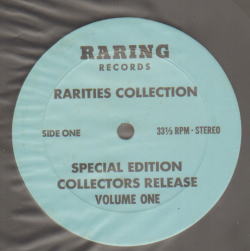 RARING
RECORDS
RARITIES COLLECTION
SIDE ONE 33⅓ RPM · STEREO
SPECIAL EDITION
COLLECTORS RELEASE
VOLUME ONE